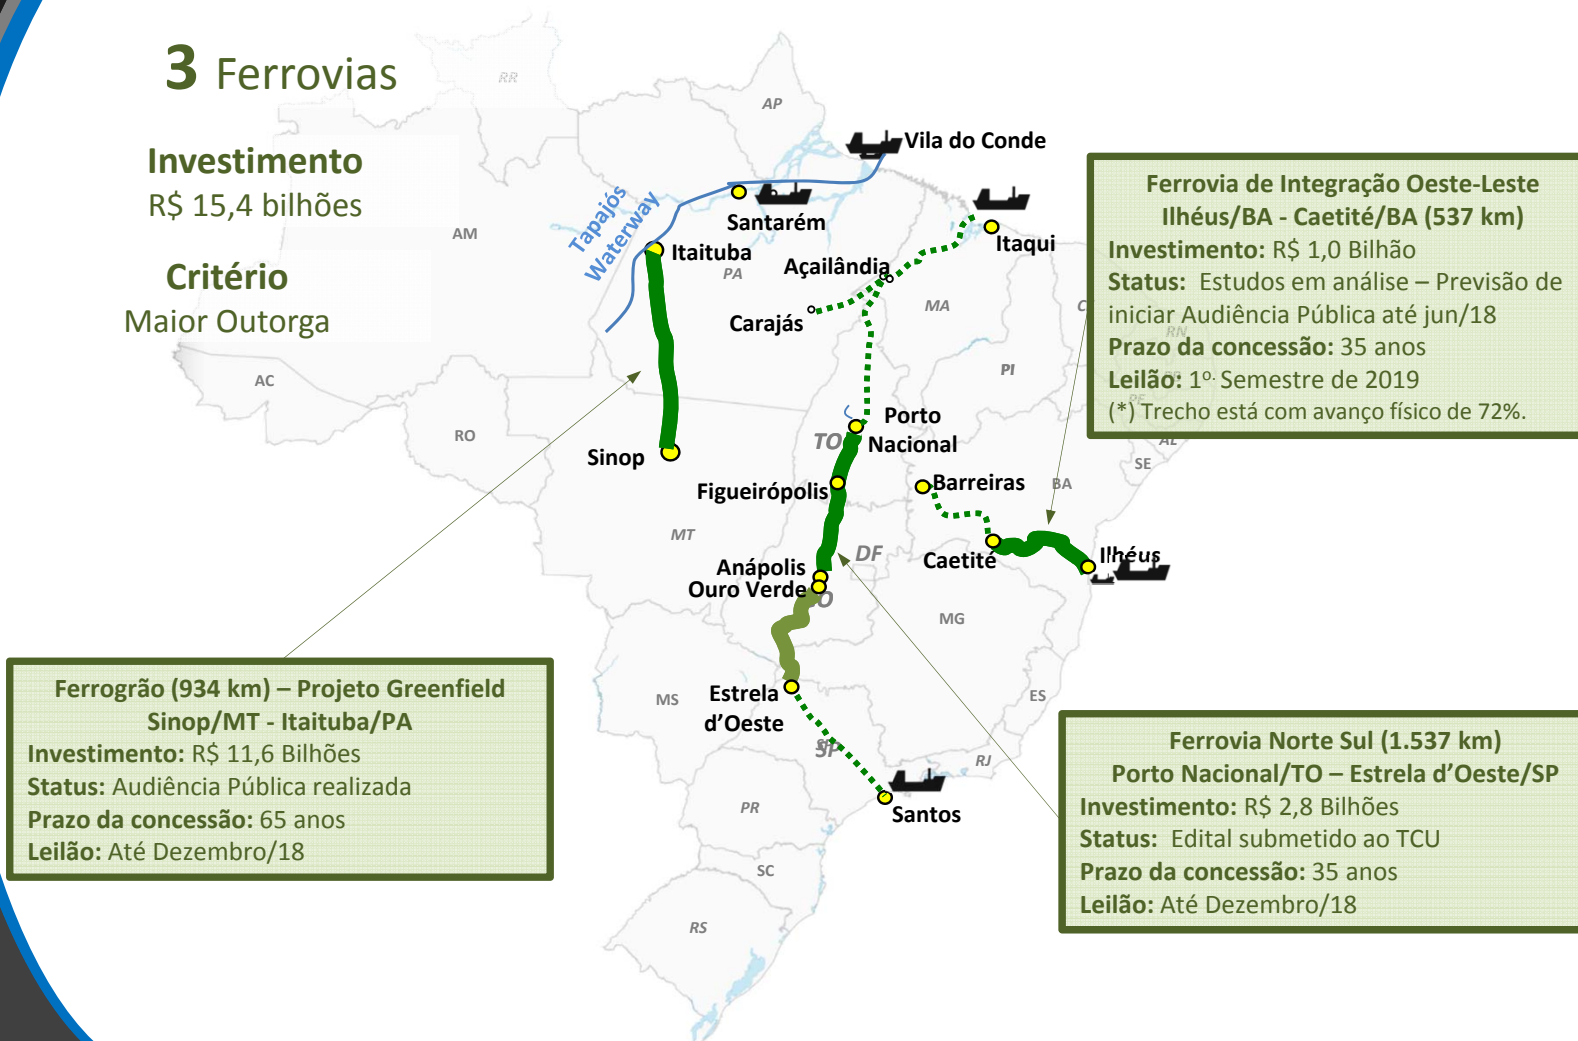 3 Ferrovias
Investimento
R$ 15,4 bilhões
Critério
Maior Outorga
RR
AP
AM
PA
MA
PI
AC
RO
TO
MT
DF
BA
SE
AL
RN
MG
ES
MS
SP
RJ
PR
SC
RS
Tapajós
Waterway
Vila do Conde
Santarém
Itaituba
Itaqui
Açailândia
Carajás
Porto
Nacional
Sinop
Figueirópolis
Barreiras
Caetité
Ilhéus
Anápolis
Ouro Verde
Estrela
d’Oeste
Santos
Ferrovia de Integração Oeste-Leste
Ilhéus/BA - Caetité/BA (537 km)
Investimento: R$ 1,0 Bilhão
Status: Estudos em análise – Previsão de
iniciar Audiência Pública até jun/18
Prazo da concessão: 35 anos
Leilão: 1º. Semestre de 2019
(*) Trecho está com avanço físico de 72%.
Ferrogrão (934 km) – Projeto Greenfield
Sinop/MT - Itaituba/PA
Investimento: R$ 11,6 Bilhões
Status: Audiência Pública realizada
Prazo da concessão: 65 anos
Leilão: Até Dezembro/18
Ferrovia Norte Sul (1.537 km)
Porto Nacional/TO – Estrela d’Oeste/SP
Investimento: R$ 2,8 Bilhões
Status: Edital submetido ao TCU
Prazo da concessão: 35 anos
Leilão: Até Dezembro/18